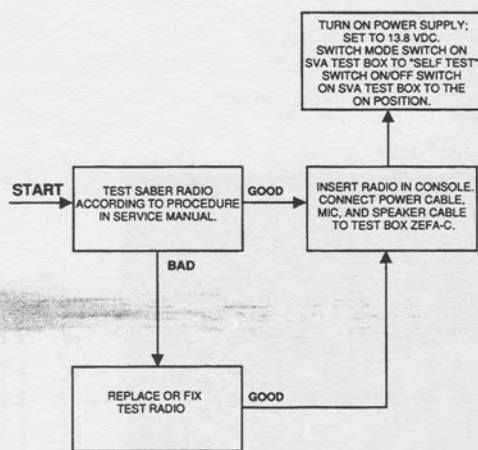 TURN ON POWER SUPPLY;
SET TO 13.8 VDC.
SWITCH MODE SWITCH ON
SVA TEST BOX TO "SELF TEST"
SWITCH ON/OFF SWITCH
ON SVA TEST BOX TO THE
ON POSITION.
START
TEST SABER RADIO
ACCORDING TO PROCEDURE
IN SERVICE MANUAL.
GOOD
INSERT RADIO IN CONSOLE.
CONNECT POWER CABLE,
MIC, AND SPEAKER CABLE
TO TEST BOX ZEFA-C.
BAD
REPLACE OR FIX
TEST RADIO
GOOD